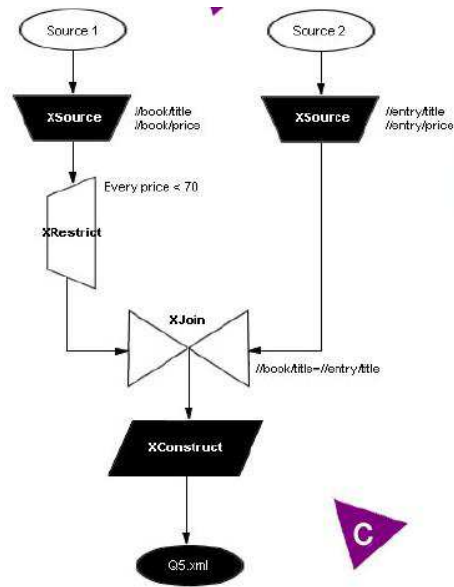 Source 1
Source 2
XSource
//book/title
//book/price
XSource
//entry/title
//entry/price
Every price < 70
XRestrict
XJoin
//book/title=//entry/title
XConstruct
Q5.xml
C